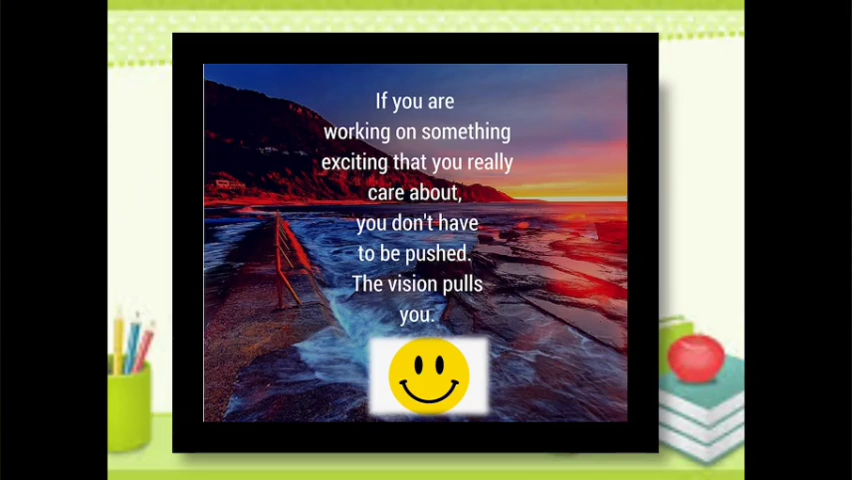 If you are
working on something
exciting that you really
care about,
you don't have
to be pushed.
The vision pulls
you.